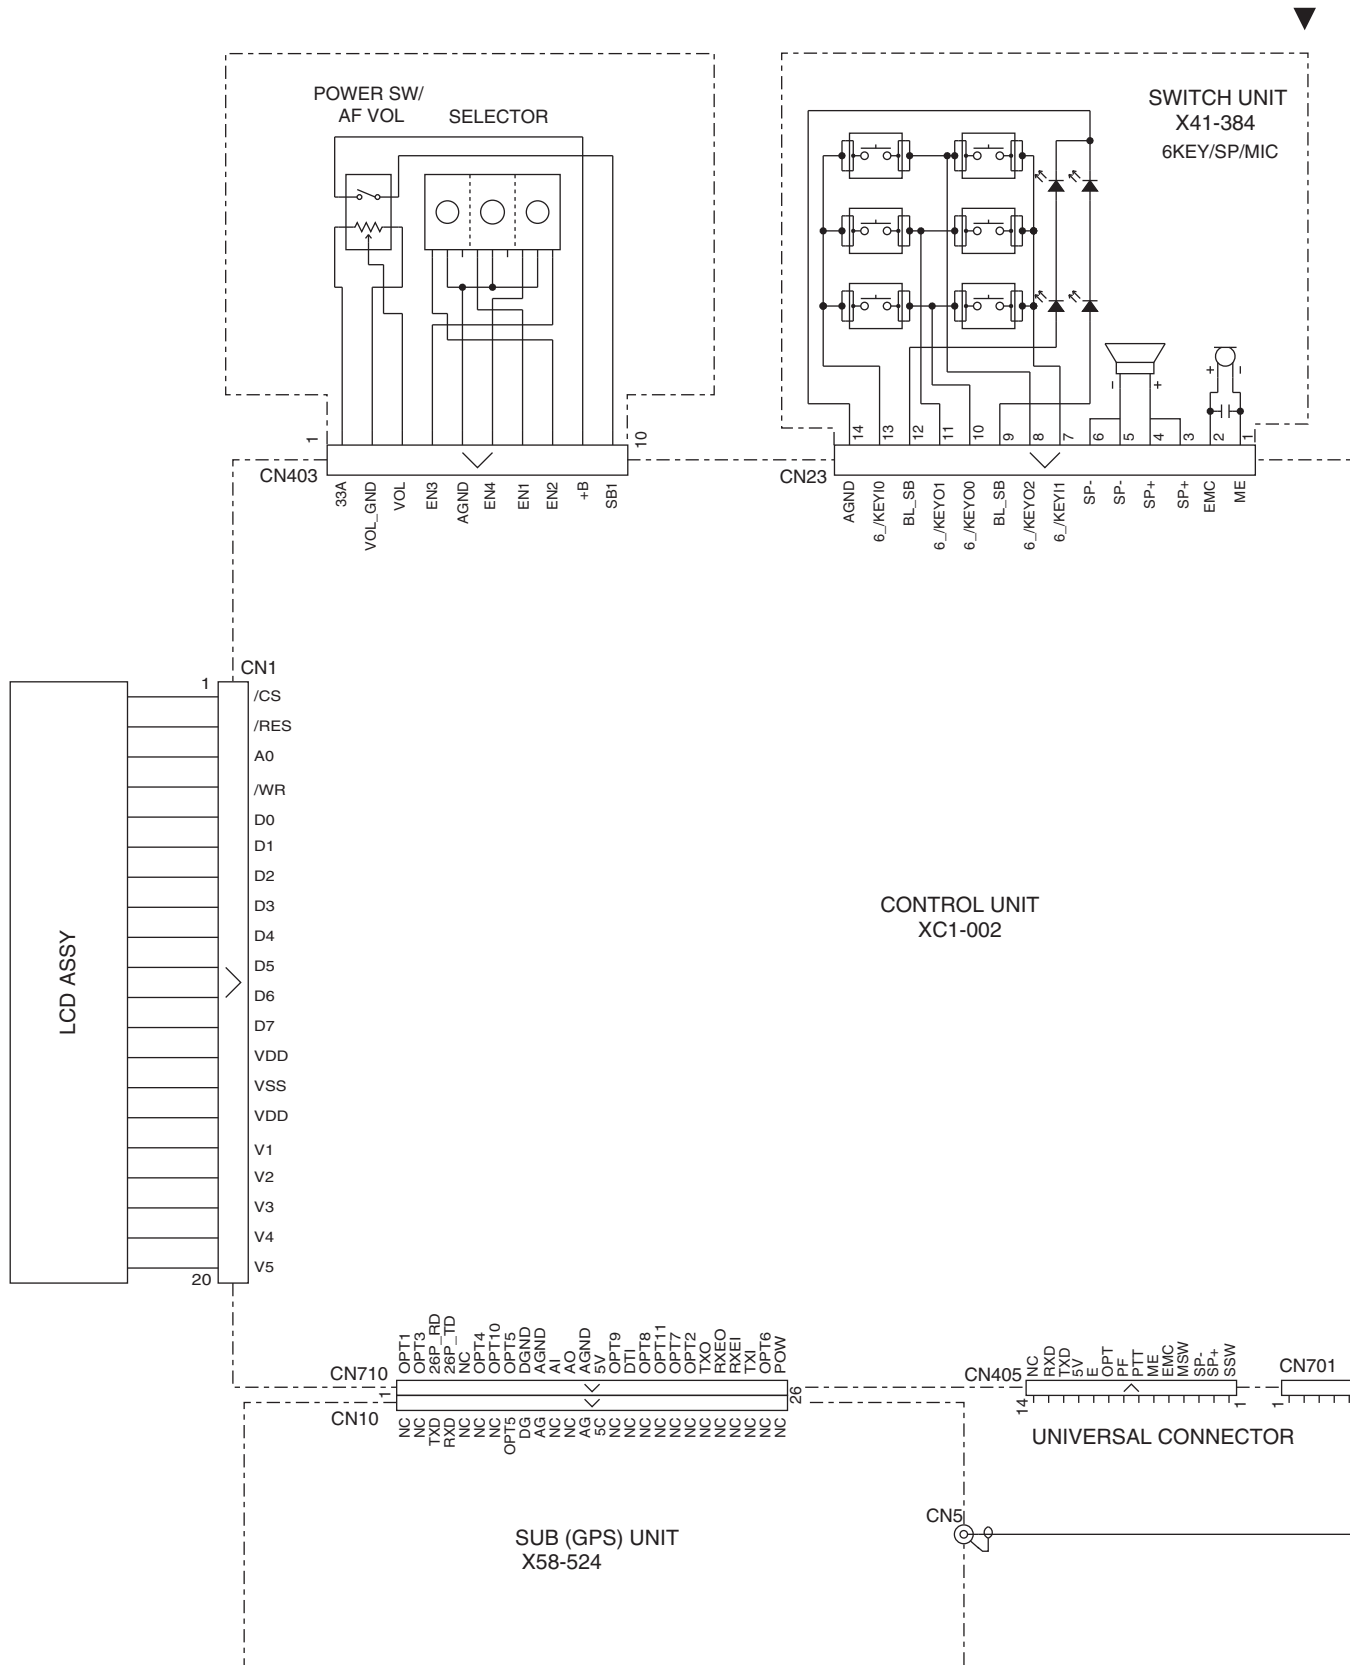 POWER SW/
AF VOL
SELECTOR
SWITCH UNIT
X41-384
6KEY/SP/MIC
1
10
CN403
33A
VOL_GND
VOL
EN3
AGND
EN4
EN1
EN2
+B
SB1
-
+
+
-
14
13
12
11
10
9
8
7
6
5
4
3
2
1
CN23
AGND
6_/KEYI0
BL_SB
6_/KEYO1
6_/KEYO0
BL_SB
6_/KEYO2
6_/KEYI1
SP-
SP-
SP+
SP+
EMC
ME
LCD ASSY
CN1
1
/CS
/RES
A0
/WR
D0
D1
D2
D3
D4
D5
D6
D7
VDD
VSS
VDD
V1
V2
V3
V4
V5
20
CONTROL UNIT
XC1-002
CN710
OPT1
OPT3
26P_RD
26P_TD
NC
OPT4
OPT10
OPT5
DGND
AGND
AI
AO
AGND
5V
OPT9
DTI
OPT8
OPT11
OPT7
OPT2
TXO
RXEO
RXEI
TXI
OPT6
POW
1
26
CN10
NC
NC
TXD
RXD
NC
NC
NC
OPT5
DG
AG
NC
NC
AG
5C
NC
NC
NC
NC
NC
NC
NC
NC
NC
NC
NC
NC
CN405
NC
RXD
TXD
5V
E
OPT
PF
PTT
ME
EMC
MSW
SP-
SP+
SSW
14
1
UNIVERSAL CONNECTOR
CN701
1
CN5
SUB (GPS) UNIT
X58-524